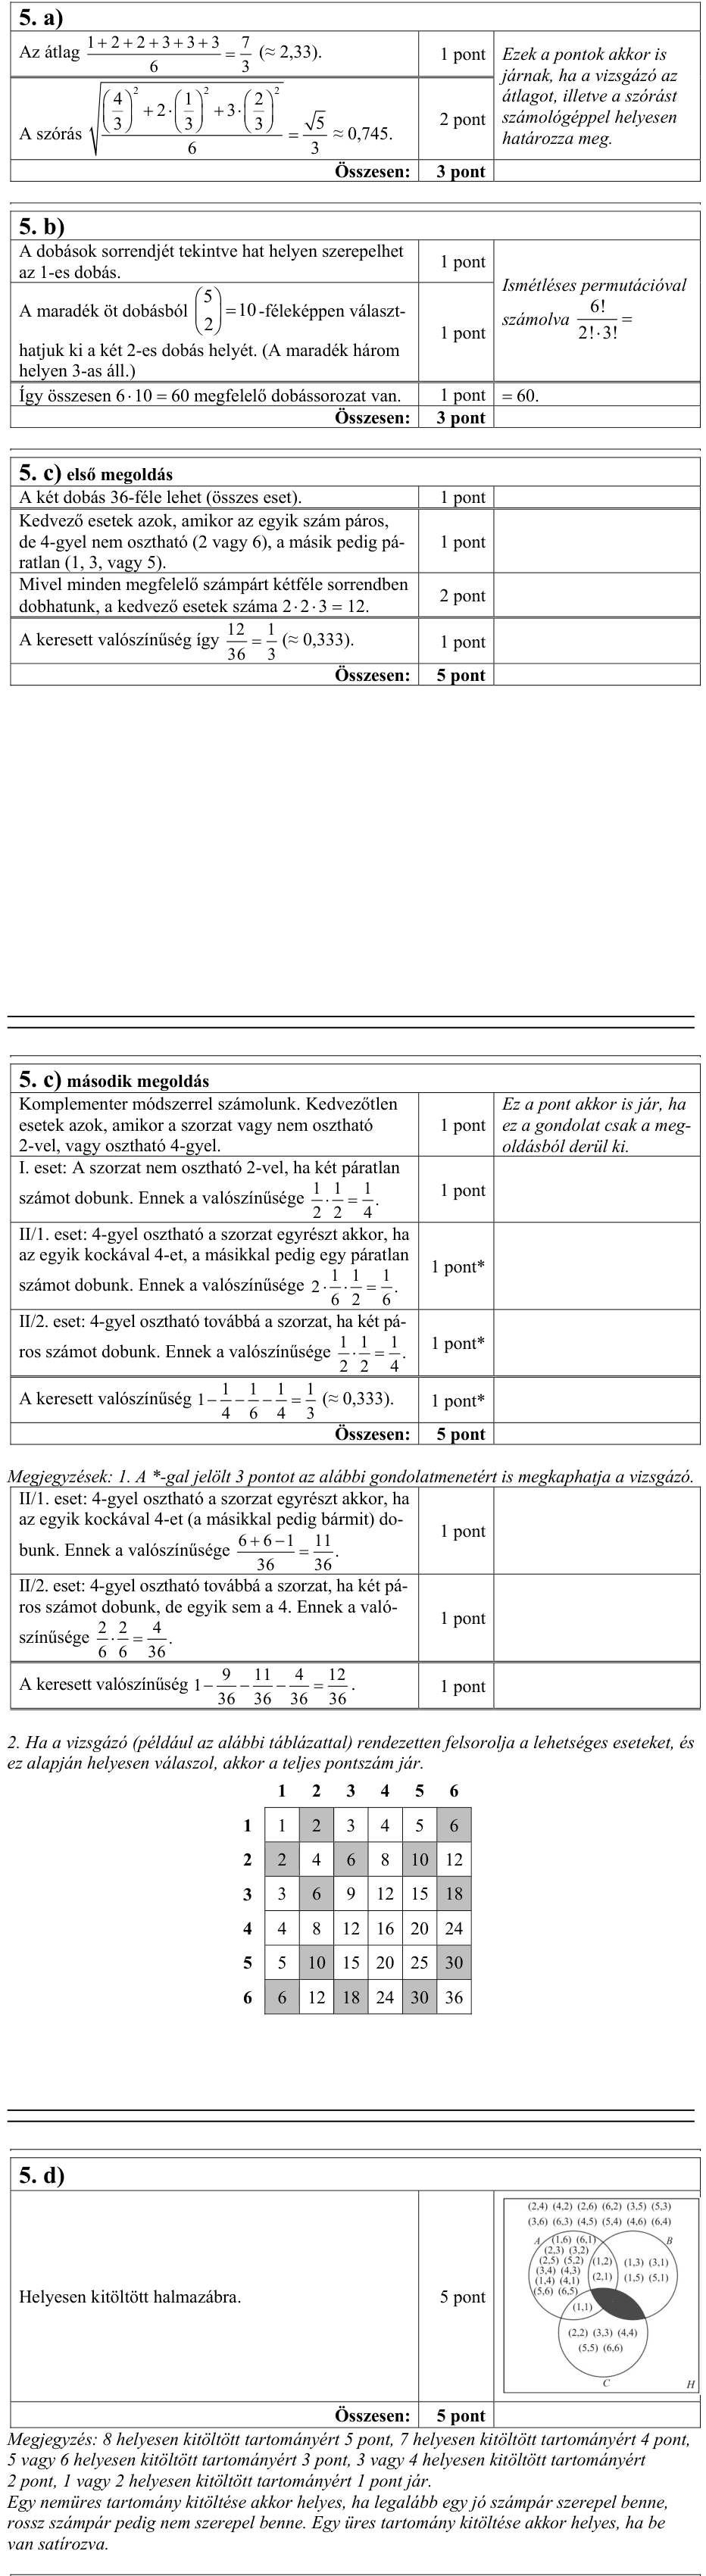 5. a)
Az átlag (1+2+2+3+3+3)/6 = 7/3 (≈ 2,33).
1 pont
Ezek a pontok akkor is
járnak, ha a vizsgázó az
átlagot, illetve a szórást
számológéppel helyesen
határozza meg.
A szórás √(((4/3)² + 2·(1/3)² + 3·(2/3)²)/6) = √5/3 ≈ 0,745.
2 pont
Összesen: 3 pont
5. b)
A dobások sorrendjét tekintve hat helyen szerepelhet
az 1-es dobás.
1 pont
A maradék öt dobásból (5 2) = 10-féleképpen választ-
hatjuk ki a két 2-es dobás helyét. (A maradék három
helyen 3-as áll.)
1 pont
Ismétléses permutációval
számolva 6!/(2!·3!) =
Így összesen 6·10 = 60 megfelelő dobássorozat van. 1 pont = 60.
Összesen: 3 pont
5. c) első megoldás
A két dobás 36-féle lehet (összes eset). 1 pont
Kedvező esetek azok, amikor az egyik szám páros,
de 4-gyel nem osztható (2 vagy 6), a másik pedig pá-
ratlan (1, 3, vagy 5).
1 pont
Mivel minden megfelelő számpárt kétféle sorrendben
dobhatunk, a kedvező esetek száma 2·2·3 = 12.
2 pont
A keresett valószínűség így 12/36 = 1/3 (≈ 0,333).
1 pont
Összesen: 5 pont
5. c) második megoldás
Komplementer módszerrel számolunk. Kedvezőtlen
esetek azok, amikor a szorzat vagy nem osztható
2-vel, vagy osztható 4-gyel.
1 pont
Ez a pont akkor is jár, ha
ez a gondolat csak a meg-
oldásból derül ki.
I. eset: A szorzat nem osztható 2-vel, ha két páratlan
számot dobunk. Ennek a valószínűsége 1/2·1/2 = 1/4.
1 pont
II/1. eset: 4-gyel osztható a szorzat egyrészt akkor, ha
az egyik kockával 4-et, a másikkal pedig egy páratlan
számot dobunk. Ennek a valószínűsége 2·1/6·1/2 = 1/6.
1 pont*
II/2. eset: 4-gyel osztható továbbá a szorzat, ha két pá-
ros számot dobunk. Ennek a valószínűsége 1/2·1/2 = 1/4.
1 pont*
A keresett valószínűség 1−1/4−1/6−1/4 = 1/3 (≈ 0,333).
1 pont*
Összesen: 5 pont
Megjegyzések: 1. A *-gal jelölt 3 pontot az alábbi gondolatmenetért is megkaphatja a vizsgázó.
II/1. eset: 4-gyel osztható a szorzat egyrészt akkor, ha
az egyik kockával 4-et (a másikkal pedig bármit) do-
bunk. Ennek a valószínűsége (6+6−1)/36 = 11/36.
1 pont
II/2. eset: 4-gyel osztható továbbá a szorzat, ha két pá-
ros számot dobunk, de egyik sem a 4. Ennek a való-
színűsége 2/6·2/6 = 4/36.
1 pont
A keresett valószínűség 1−9/36−11/36−4/36 = 12/36.
1 pont
2. Ha a vizsgázó (például az alábbi táblázattal) rendezetten felsorolja a lehetséges eseteket, és
ez alapján helyesen válaszol, akkor a teljes pontszám jár.
1 2 3 4 5 6
1 1 2 3 4 5 6
2 2 4 6 8 10 12
3 3 6 9 12 15 18
4 4 8 12 16 20 24
5 5 10 15 20 25 30
6 6 12 18 24 30 36
5. d)
Helyesen kitöltött halmazábra.
5 pont
(2,4) (4,2) (2,6) (6,2) (3,5) (5,3)
(3,6) (6,3) (4,5) (5,4) (4,6) (6,4)
A (1,6) (6,1) B
(2,3) (3,2)
(2,5) (5,2) (1,2) (1,3) (3,1)
(3,4) (4,3)
(1,4) (4,1) (2,1) (1,5) (5,1)
(5,6) (6,5)
(1,1)
(2,2) (3,3) (4,4)
(5,5) (6,6)
C H
Összesen: 5 pont
Megjegyzés: 8 helyesen kitöltött tartományért 5 pont, 7 helyesen kitöltött tartományért 4 pont,
5 vagy 6 helyesen kitöltött tartományért 3 pont, 3 vagy 4 helyesen kitöltött tartományért
2 pont, 1 vagy 2 helyesen kitöltött tartományért 1 pont jár.
Egy nemüres tartomány kitöltése akkor helyes, ha legalább egy jó számpár szerepel benne,
rossz számpár pedig nem szerepel benne. Egy üres tartomány kitöltése akkor helyes, ha be
van satírozva.